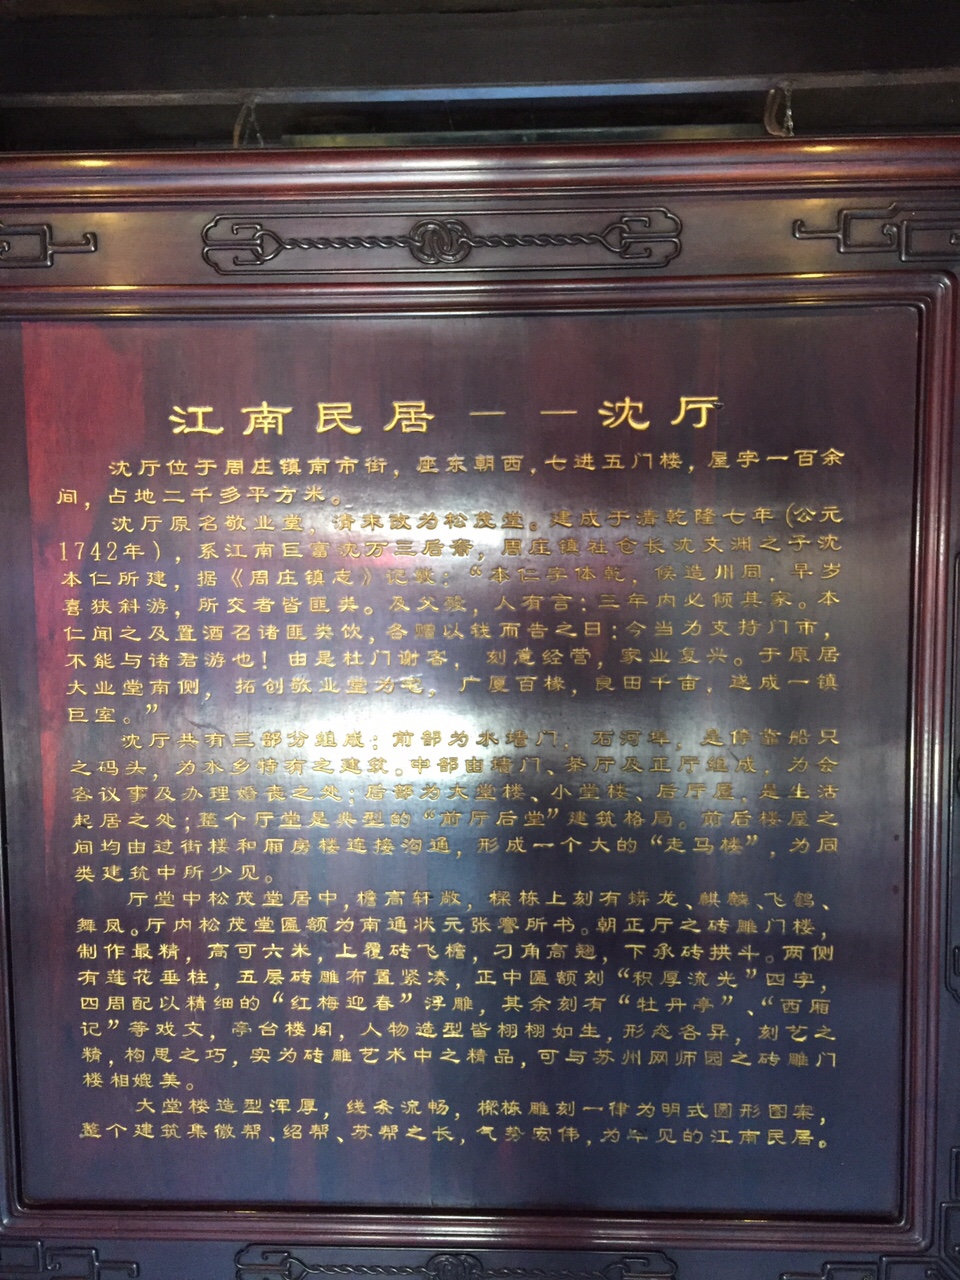 江南民居——沈厅
沈厅位于周庄镇南市街，座东朝西，七进五门楼，屋宇一百余
间，占地二千多平方米。
沈厅原名敬业堂，清末改为松茂堂。建成于清乾隆七年(公元
1742年)，系江南巨富沈万三后裔，周庄镇社仓长沈文渊之子沈
本仁所建，据《周庄镇志》记载："本仁字体乾，候造州同，早岁
喜狭斜游，所交者皆匪类。及父殁，人有言：三年内必倾其家。本
仁闻之及置酒召诸匪类饮，各赠以钱而告之日：今当为支持门市，
不能与诸君游也！由是杜门谢客，刻意经营，家业复兴。于原居
大业堂南侧，拓创敬业堂为宅，广厦百椽，良田千亩，遂成一镇
巨室。"
沈厅共有三部分组成；前部为水墙门，石河埠，是停靠船只
之码头，为水乡特有之建筑。中部由墙门、茶厅及正厅组成，为会
客议事及办理婚丧之处；后部为大堂楼、小堂楼、后厅屋，是生活
起居之处；整个厅堂是典型的"前厅后堂"建筑格局。前后楼屋之
间均由过街楼和厢房楼连接沟通，形成一个大的"走马楼"，为同
类建筑中所少见。
厅堂中松茂堂居中，檐高轩敞，樑栋上刻有蟒龙、麒麟、飞鹤、
舞凤。厅内松茂堂匾额为南通状元张謇所书。朝正厅之砖雕门楼，
制作最精，高可六米，上覆砖飞檐，刁角高翘，下承砖拱斗。两侧
有莲花垂柱，五层砖雕布置紧凑，正中匾额刻"积厚流光"四字，
四周配以精细的"红梅迎春"浮雕，其余刻有"牡丹亭"、"西厢
记"等戏文，亭台楼阁，人物造型皆栩栩如生，形态各异，刻艺之
精，构思之巧，实为砖雕艺术中之精品，可与苏州网师园之砖雕门
楼相媲美。
大堂楼造型浑厚，线条流畅，樑栋雕刻一律为明式圆形图案，
整个建筑集徽帮、绍帮、苏帮之长，气势宏伟，为罕见的江南民居。